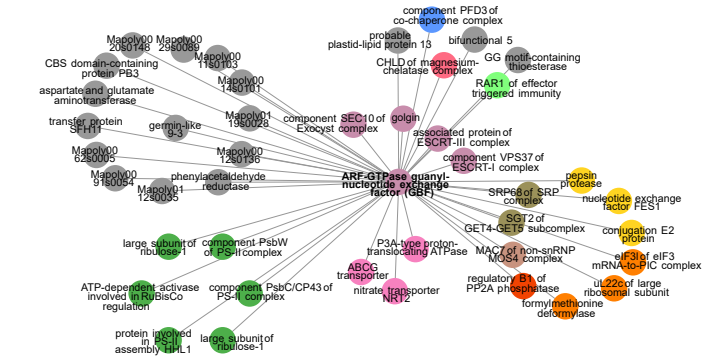 component PFD3 of
co-chaperone complex
probable
plastid-lipid protein 13
bifunctional 5
GG motif-containing
thioesterase
CHLD of magnesium-
chelatase complex
RAR1 of effector
triggered immunity
Mapoly00
20s0148
Mapoly00
29s0089
Mapoly00
11s0103
CBS domain-containing
protein PB3
Mapoly00
14s0101
aspartate and glutamate
aminotransferase
transfer protein
SFH11
germin-like
9-3
Mapoly01
19s0028
component SEC10 of
Exocyst complex
golgin
associated protein of
ESCRT-III complex
Mapoly00
62s0005
Mapoly00
12s0136
component VPS37 of
ESCRT-I complex
Mapoly00
91s0054
Mapoly01
12s0035
phenylacetaldehyde
reductase
ARF-GTPase guanyl-
nucleotide exchange
factor (GBF)
pepsin
protease
SRP68 of SRP
complex
nucleotide exchange
factor FES1
SGT2 of
GET4-GET5 subcomplex
conjugation E2
protein
large subunit of
ribulose-1
component PsbW
of PS-II complex
P3A-type proton-
translocating ATPase
MAC7 of non-snRNP
MOS4 complex
eIF3l of eIF3
mRNA-to-PIC complex
ABCG
transporter
regulatory B1 of
PP2A phosphatase
uL22c of large
ribosomal subunit
ATP-dependent activase
involved in RuBisCo
regulation
component PsbC/CP43 of
PS-II complex
nitrate transporter
NRT2
formylmethionine
deformylase
protein involved
in PS-II
assembly HHL1
large subunit of
ribulose-1